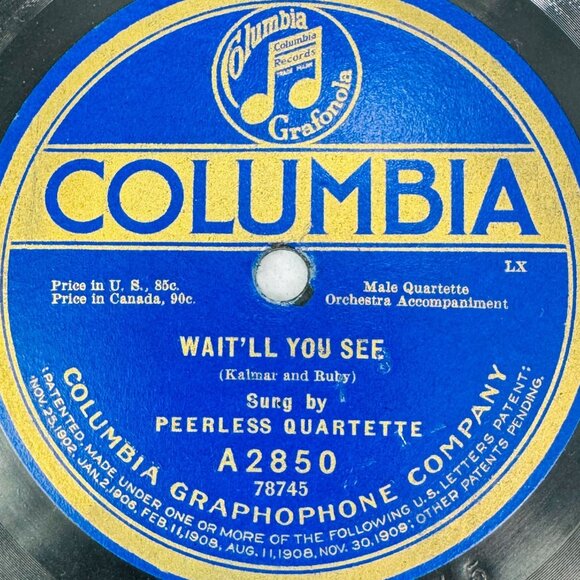 Columbia
Columbia
Records
TRADE MARK
Grafonola
COLUMBIA
LX
Price in U. S., 85c.
Price in Canada, 90c.
Male Quartette
Orchestra Accompaniment
WAIT'LL YOU SEE
(Kalmar and Ruby)
Sung by
PEERLESS QUARTETTE
A2850
78745
COLUMBIA GRAPHOPHONE COMPANY
(PATENTED. MADE UNDER ONE OR MORE OF THE FOLLOWING U.S. LETTERS PATENT:
NOV. 25, 1902, JAN. 2, 1906, FEB. 11, 1908, AUG. 11, 1908, NOV. 30, 1909; OTHER PATENTS PENDING.